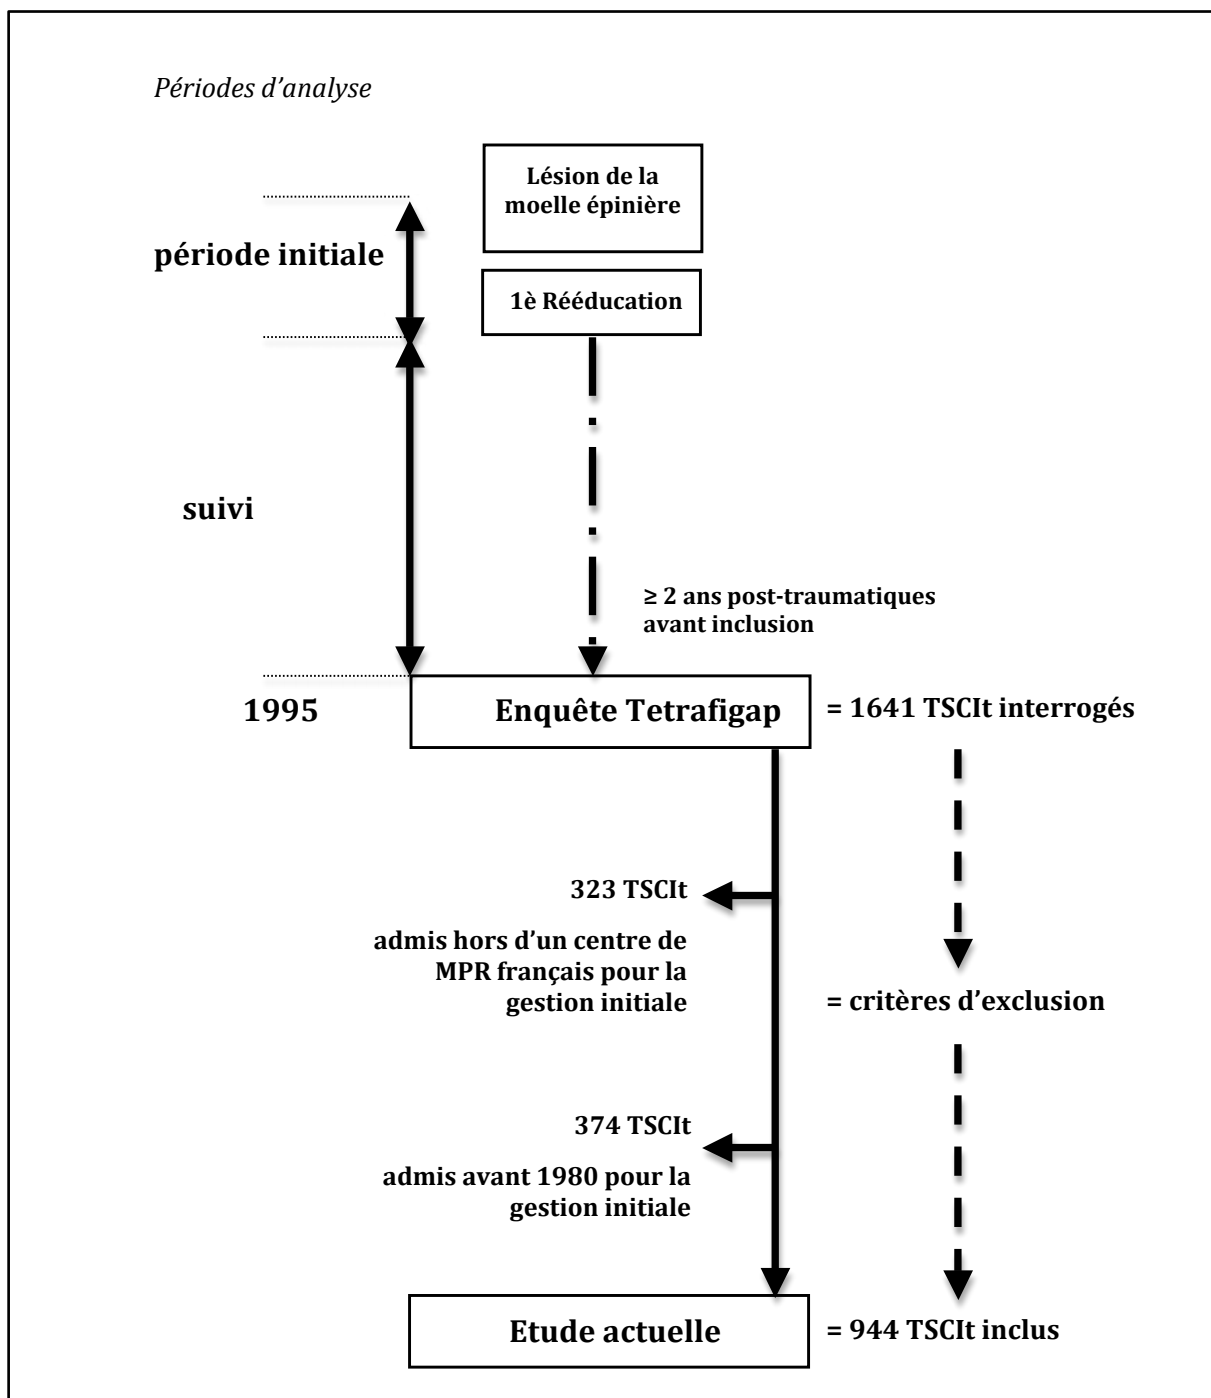 Périodes d’analyse
Lésion de la
moelle épinière
période initiale
1è Rééducation
suivi
≥ 2 ans post-traumatiques
avant inclusion
1995
Enquête Tetrafigap
= 1641 TSCIt interrogés
323 TSCIt
admis hors d’un centre de
MPR français pour la
gestion initiale
= critères d’exclusion
374 TSCIt
admis avant 1980 pour la
gestion initiale
Etude actuelle
= 944 TSCIt inclus